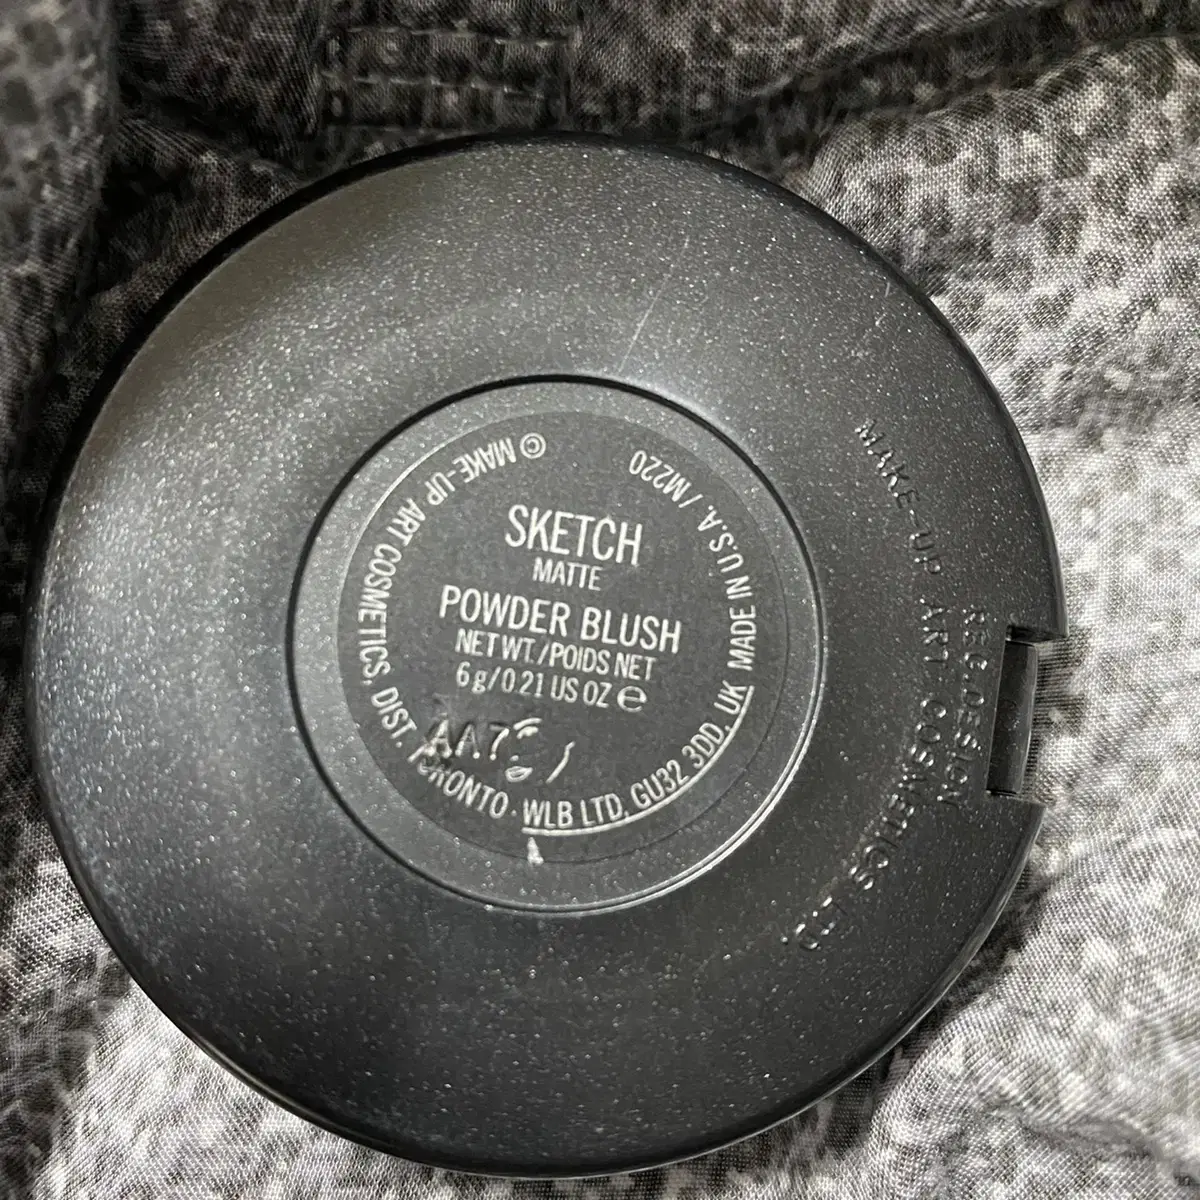 SKETCH
MATTE
POWDER BLUSH
NET WT./POIDS NET
6 g/0.21 US OZ ℮
© MAKE-UP ART COSMETICS, DIST. TORONTO · WLB LTD, GU32 3DD, UK MADE IN U.S.A. / M220
MAKE-UP ART COSMETICS LTD.
REG.DESIGN